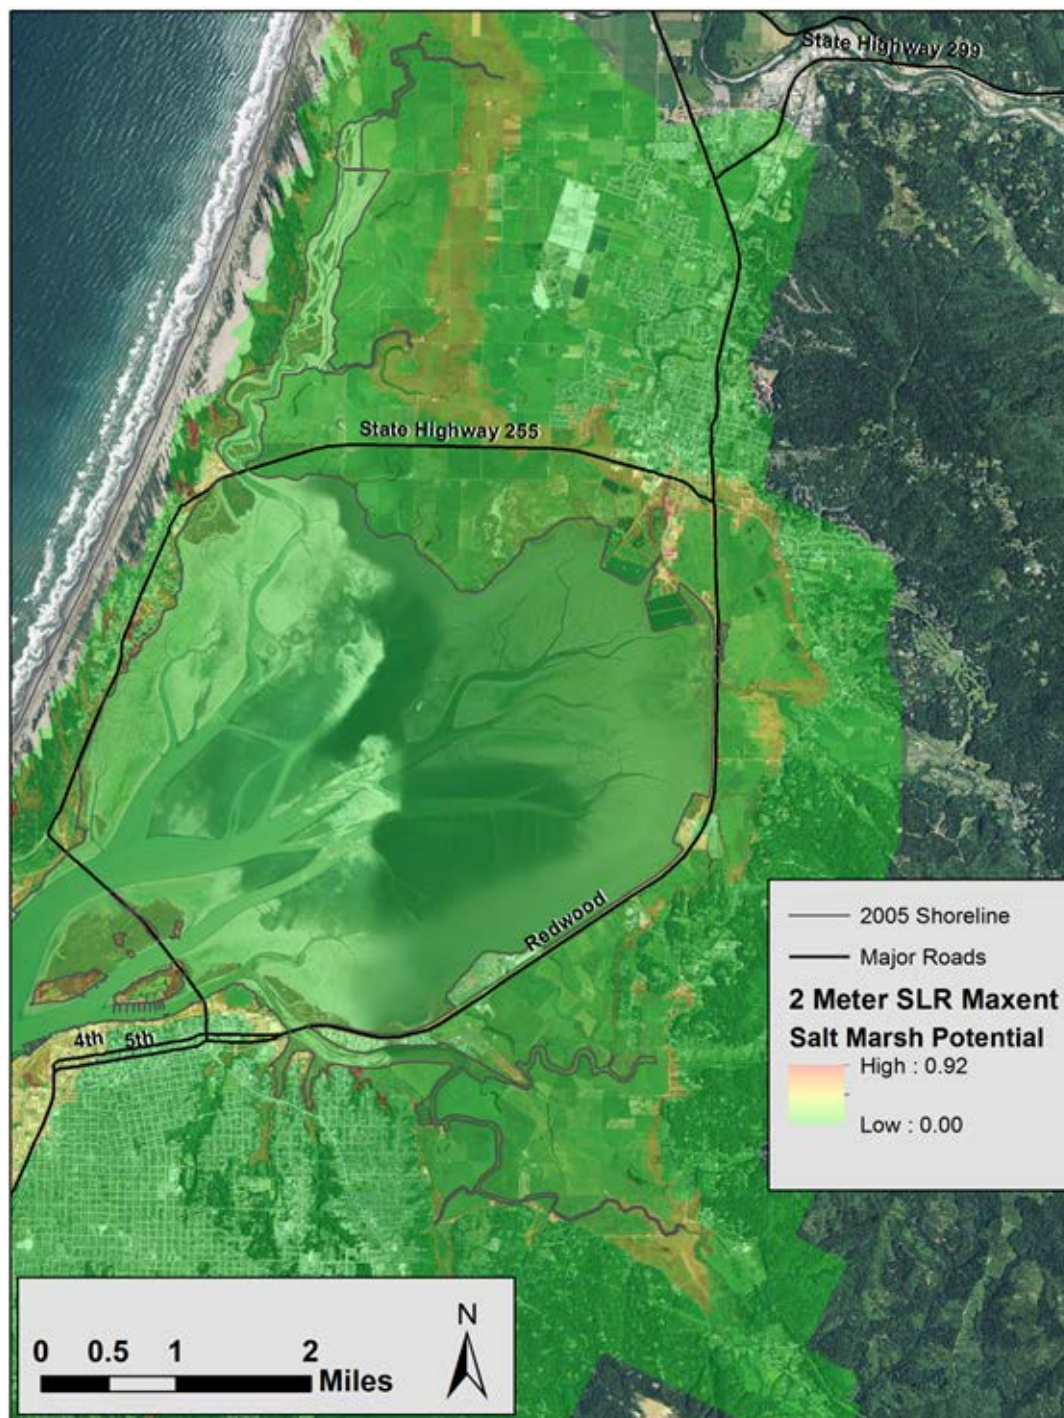 State Highway 299
State Highway 255
Redwood
4th
5th
2005 Shoreline
Major Roads
2 Meter SLR Maxent
Salt Marsh Potential
High : 0.92
Low : 0.00
N
0 0.5 1 2
Miles